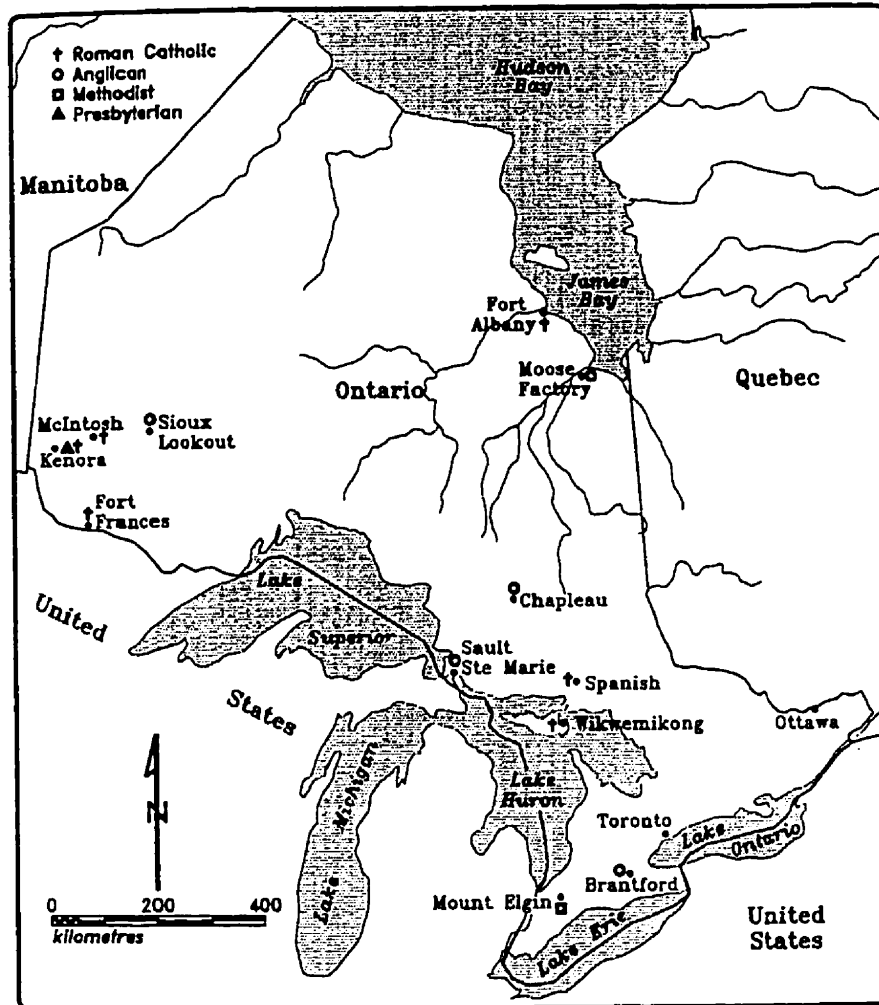 Roman Catholic
Anglican
Methodist
Presbyterian
Hudson
Bay
Manitoba
James
Bay
Fort
Albany
Moose
Factory
Ontario
Quebec
McIntosh
Kenora
Sioux
Lookout
Fort
Frances
United
States
Lake
Superior
Chapleau
Sault
Ste Marie
Spanish
Wikwemikong
Ottawa
Lake
Michigan
Lake
Huron
N
Toronto
Lake
Ontario
Brantford
Mount Elgin
Lake Erie
0 200 400
kilometres
United
States